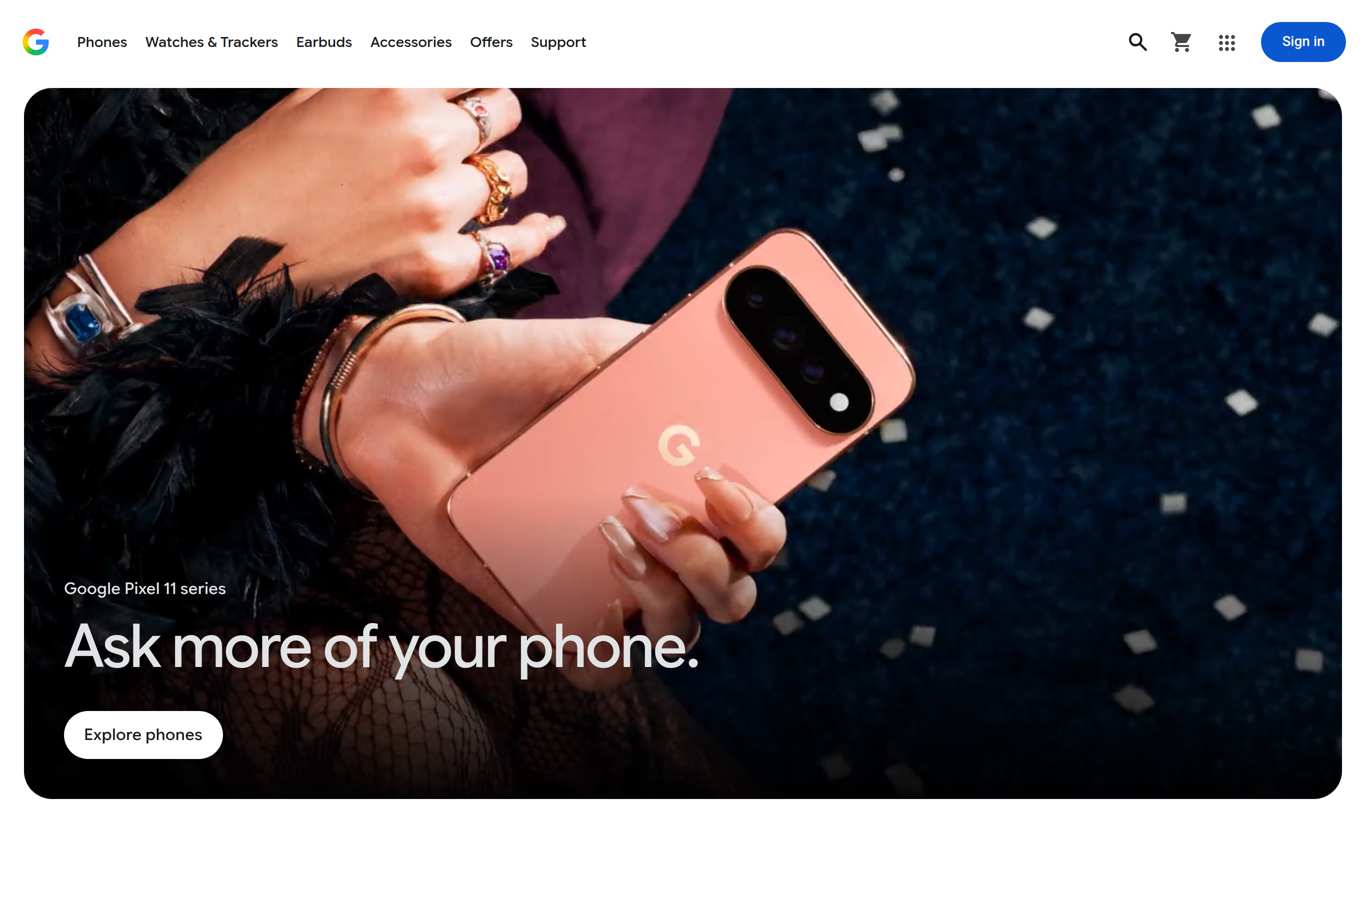 Phones Watches & Trackers Earbuds Accessories Offers Support Sign in
Google Pixel 11 series
Ask more of your phone.
Explore phones